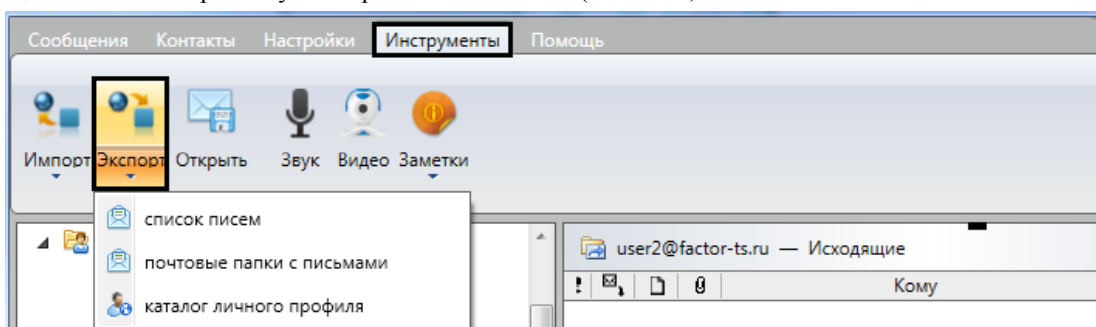 Сообщения Контакты Настройки Инструменты Помощь
Импорт Экспорт Открыть Звук Видео Заметки
список писем
почтовые папки с письмами
каталог личного профиля
user2@factor-ts.ru — Исходящие
Кому